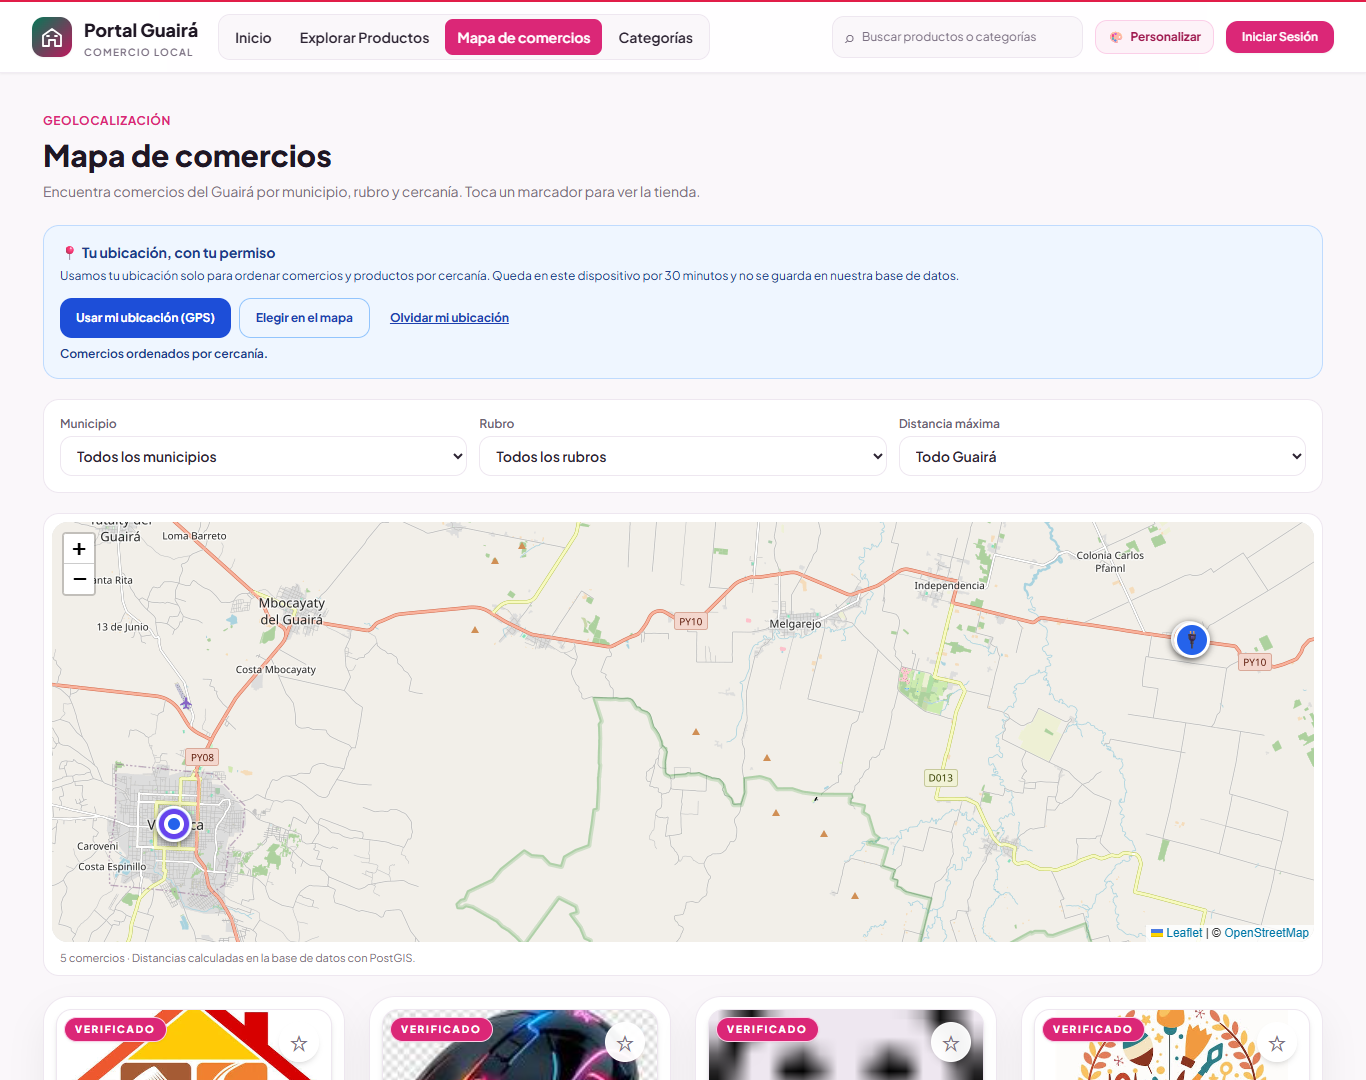 Portal Guairá
COMERCIO LOCAL
Inicio
Explorar Productos
Mapa de comercios
Categorías
Buscar productos o categorías
Personalizar
Iniciar Sesión
GEOLOCALIZACIÓN
Mapa de comercios
Encuentra comercios del Guairá por municipio, rubro y cercanía. Toca un marcador para ver la tienda.
Tu ubicación, con tu permiso
Usamos tu ubicación solo para ordenar comercios y productos por cercanía. Queda en este dispositivo por 30 minutos y no se guarda en nuestra base de datos.
Usar mi ubicación (GPS)
Elegir en el mapa
Olvidar mi ubicación
Comercios ordenados por cercanía.
Municipio
Rubro
Distancia máxima
Todos los municipios
Todos los rubros
Todo Guairá
+
−
Guairá
Loma Barreto
anta Rita
13 de Junio
Mbocayaty
del Guairá
Costa Mbocayaty
PY10
Melgarejo
Independencia
Colonia Carlos
Pfannl
PY10
PY08
D013
Caroveni
Costa Espinillo
Leaflet | © OpenStreetMap
5 comercios · Distancias calculadas en la base de datos con PostGIS.
VERIFICADO
VERIFICADO
VERIFICADO
VERIFICADO